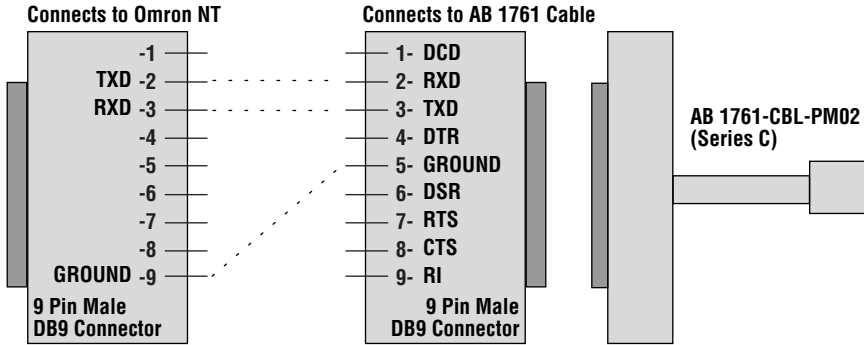 Connects to Omron NT
-1
TXD -2
RXD -3
-4
-5
-6
-7
-8
GROUND -9
9 Pin Male
DB9 Connector
Connects to AB 1761 Cable
1- DCD
2- RXD
3- TXD
4- DTR
5- GROUND
6- DSR
7- RTS
8- CTS
9- RI
9 Pin Male
DB9 Connector
AB 1761-CBL-PM02
(Series C)